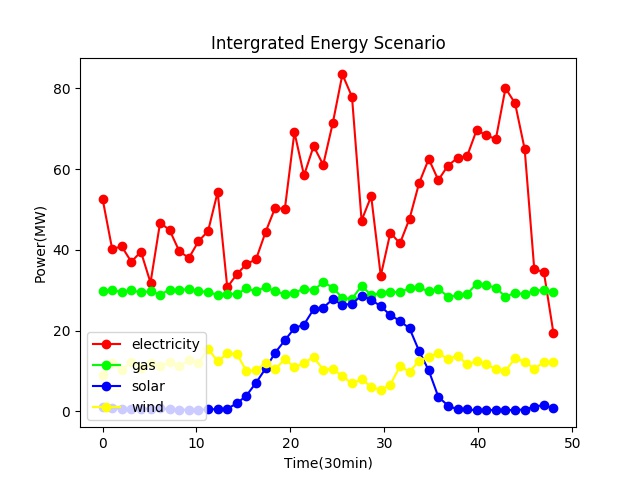 Intergrated Energy Scenario
Power(MW)
80
60
40
20
0
electricity
gas
solar
wind
0 10 20 30 40 50
Time(30min)